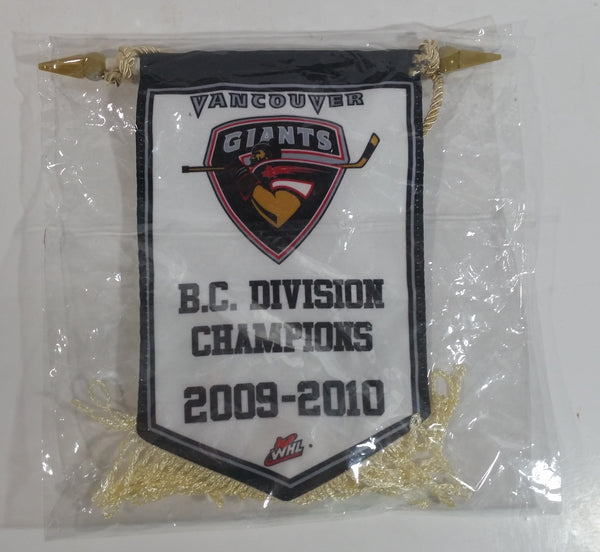 VANCOUVER
GIANTS
B.C. DIVISION
CHAMPIONS
2009-2010
WHL